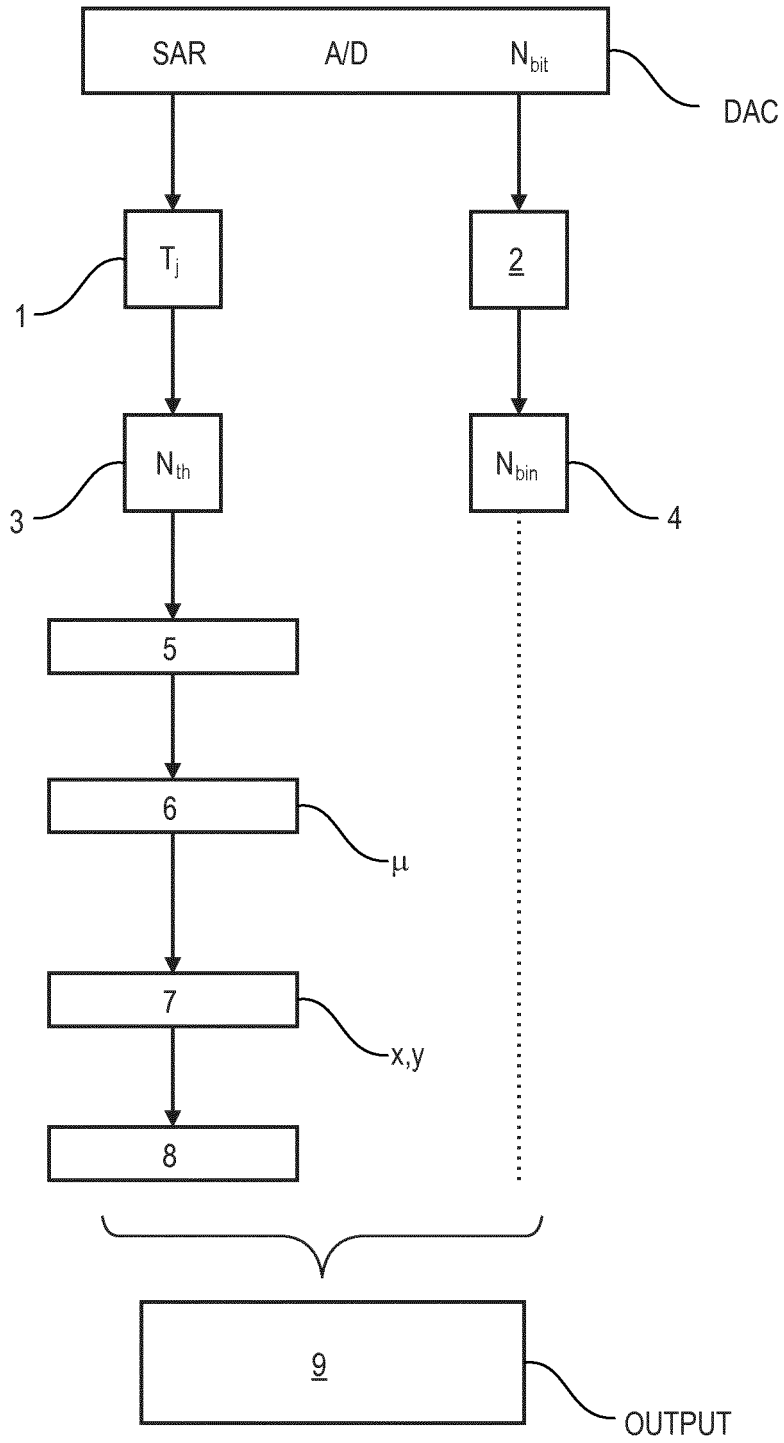 SAR A/D Nbit
DAC
Tj 2
1
Nth Nbin
3 4
5
6
μ
7
x,y
8
9
OUTPUT